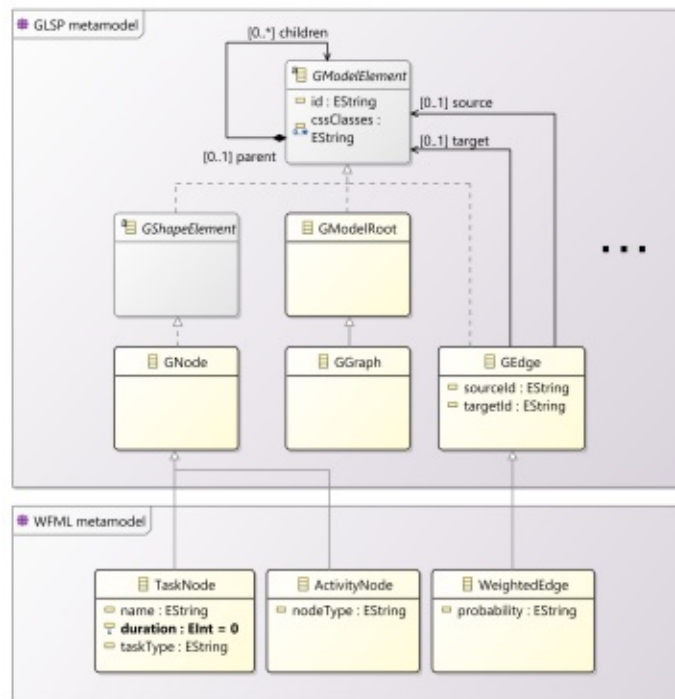 GLSP metamodel
[0..*] children
GModelElement
id : EString
cssClasses :
EString
[0..1] source
[0..1] target
[0..1] parent
GShapeElement
GModelRoot
...
GNode
GGraph
GEdge
sourceId : EString
targetId : EString
WFML metamodel
TaskNode
name : EString
duration : EInt = 0
taskType : EString
ActivityNode
nodeType : EString
WeightedEdge
probability : EString